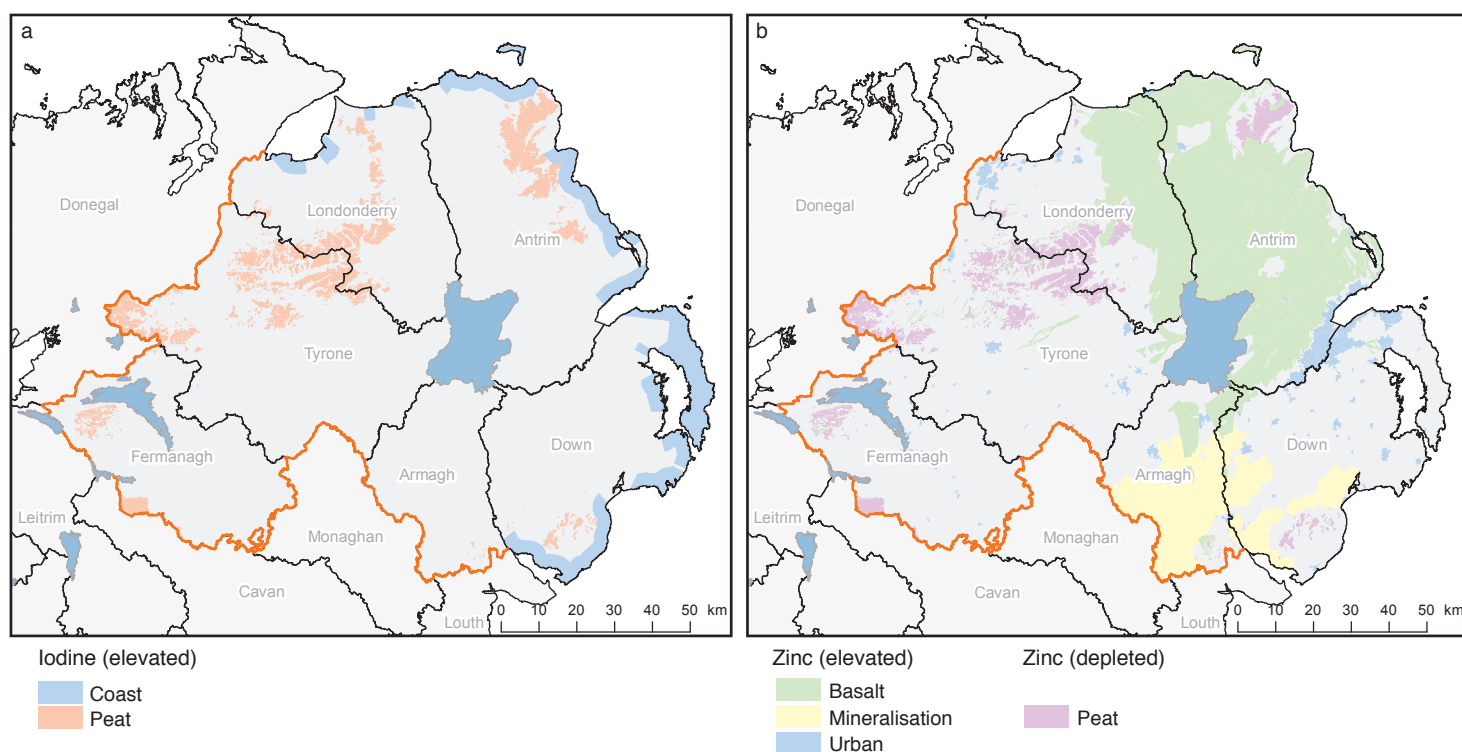 a
Donegal
Londonderry
Antrim
Tyrone
Fermanagh
Armagh
Down
Leitrim
Monaghan
Cavan
Louth
0 10 20 30 40 50 km
b
Donegal
Londonderry
Antrim
Tyrone
Fermanagh
Armagh
Down
Leitrim
Monaghan
Cavan
Louth
0 10 20 30 40 50 km
Iodine (elevated)
Coast
Peat
Zinc (elevated)
Basalt
Mineralisation
Urban
Zinc (depleted)
Peat